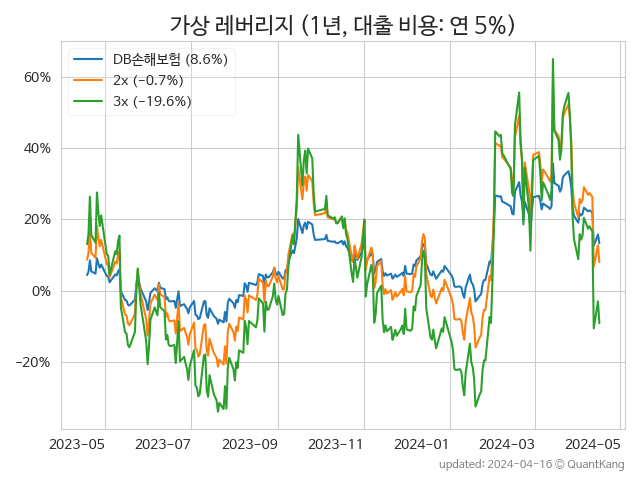 가상 레버리지 (1년, 대출 비용: 연 5%)
DB손해보험 (8.6%)
2x (−0.7%)
3x (−19.6%)
60%
40%
20%
0%
−20%
2023-05 2023-07 2023-09 2023-11 2024-01 2024-03 2024-05
updated: 2024-04-16 © QuantKang